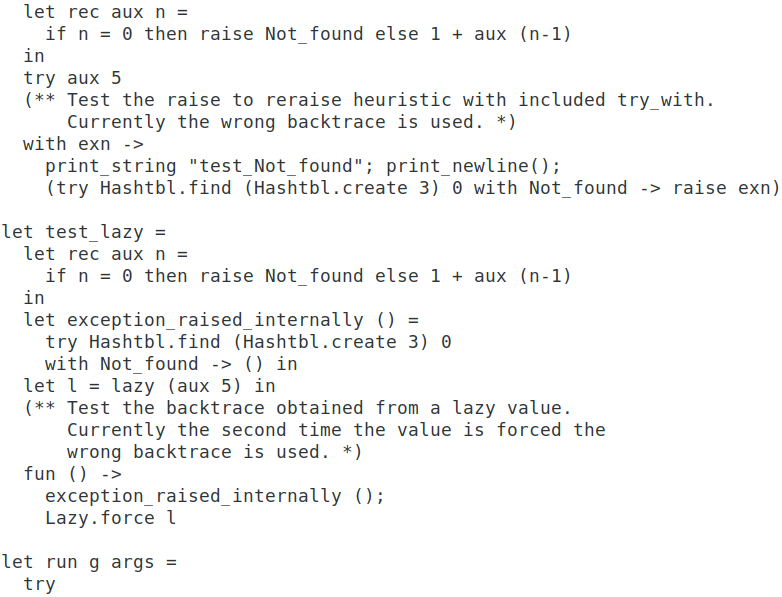 let rec aux n =
    if n = 0 then raise Not_found else 1 + aux (n-1)
  in
  try aux 5
  (** Test the raise to reraise heuristic with included try_with.
      Currently the wrong backtrace is used. *)
  with exn ->
    print_string "test_Not_found"; print_newline();
    (try Hashtbl.find (Hashtbl.create 3) 0 with Not_found -> raise exn)

let test_lazy =
  let rec aux n =
    if n = 0 then raise Not_found else 1 + aux (n-1)
  in
  let exception_raised_internally () =
    try Hashtbl.find (Hashtbl.create 3) 0
    with Not_found -> () in
  let l = lazy (aux 5) in
  (** Test the backtrace obtained from a lazy value.
      Currently the second time the value is forced the
      wrong backtrace is used. *)
  fun () ->
    exception_raised_internally ();
    Lazy.force l

let run g args =
  try